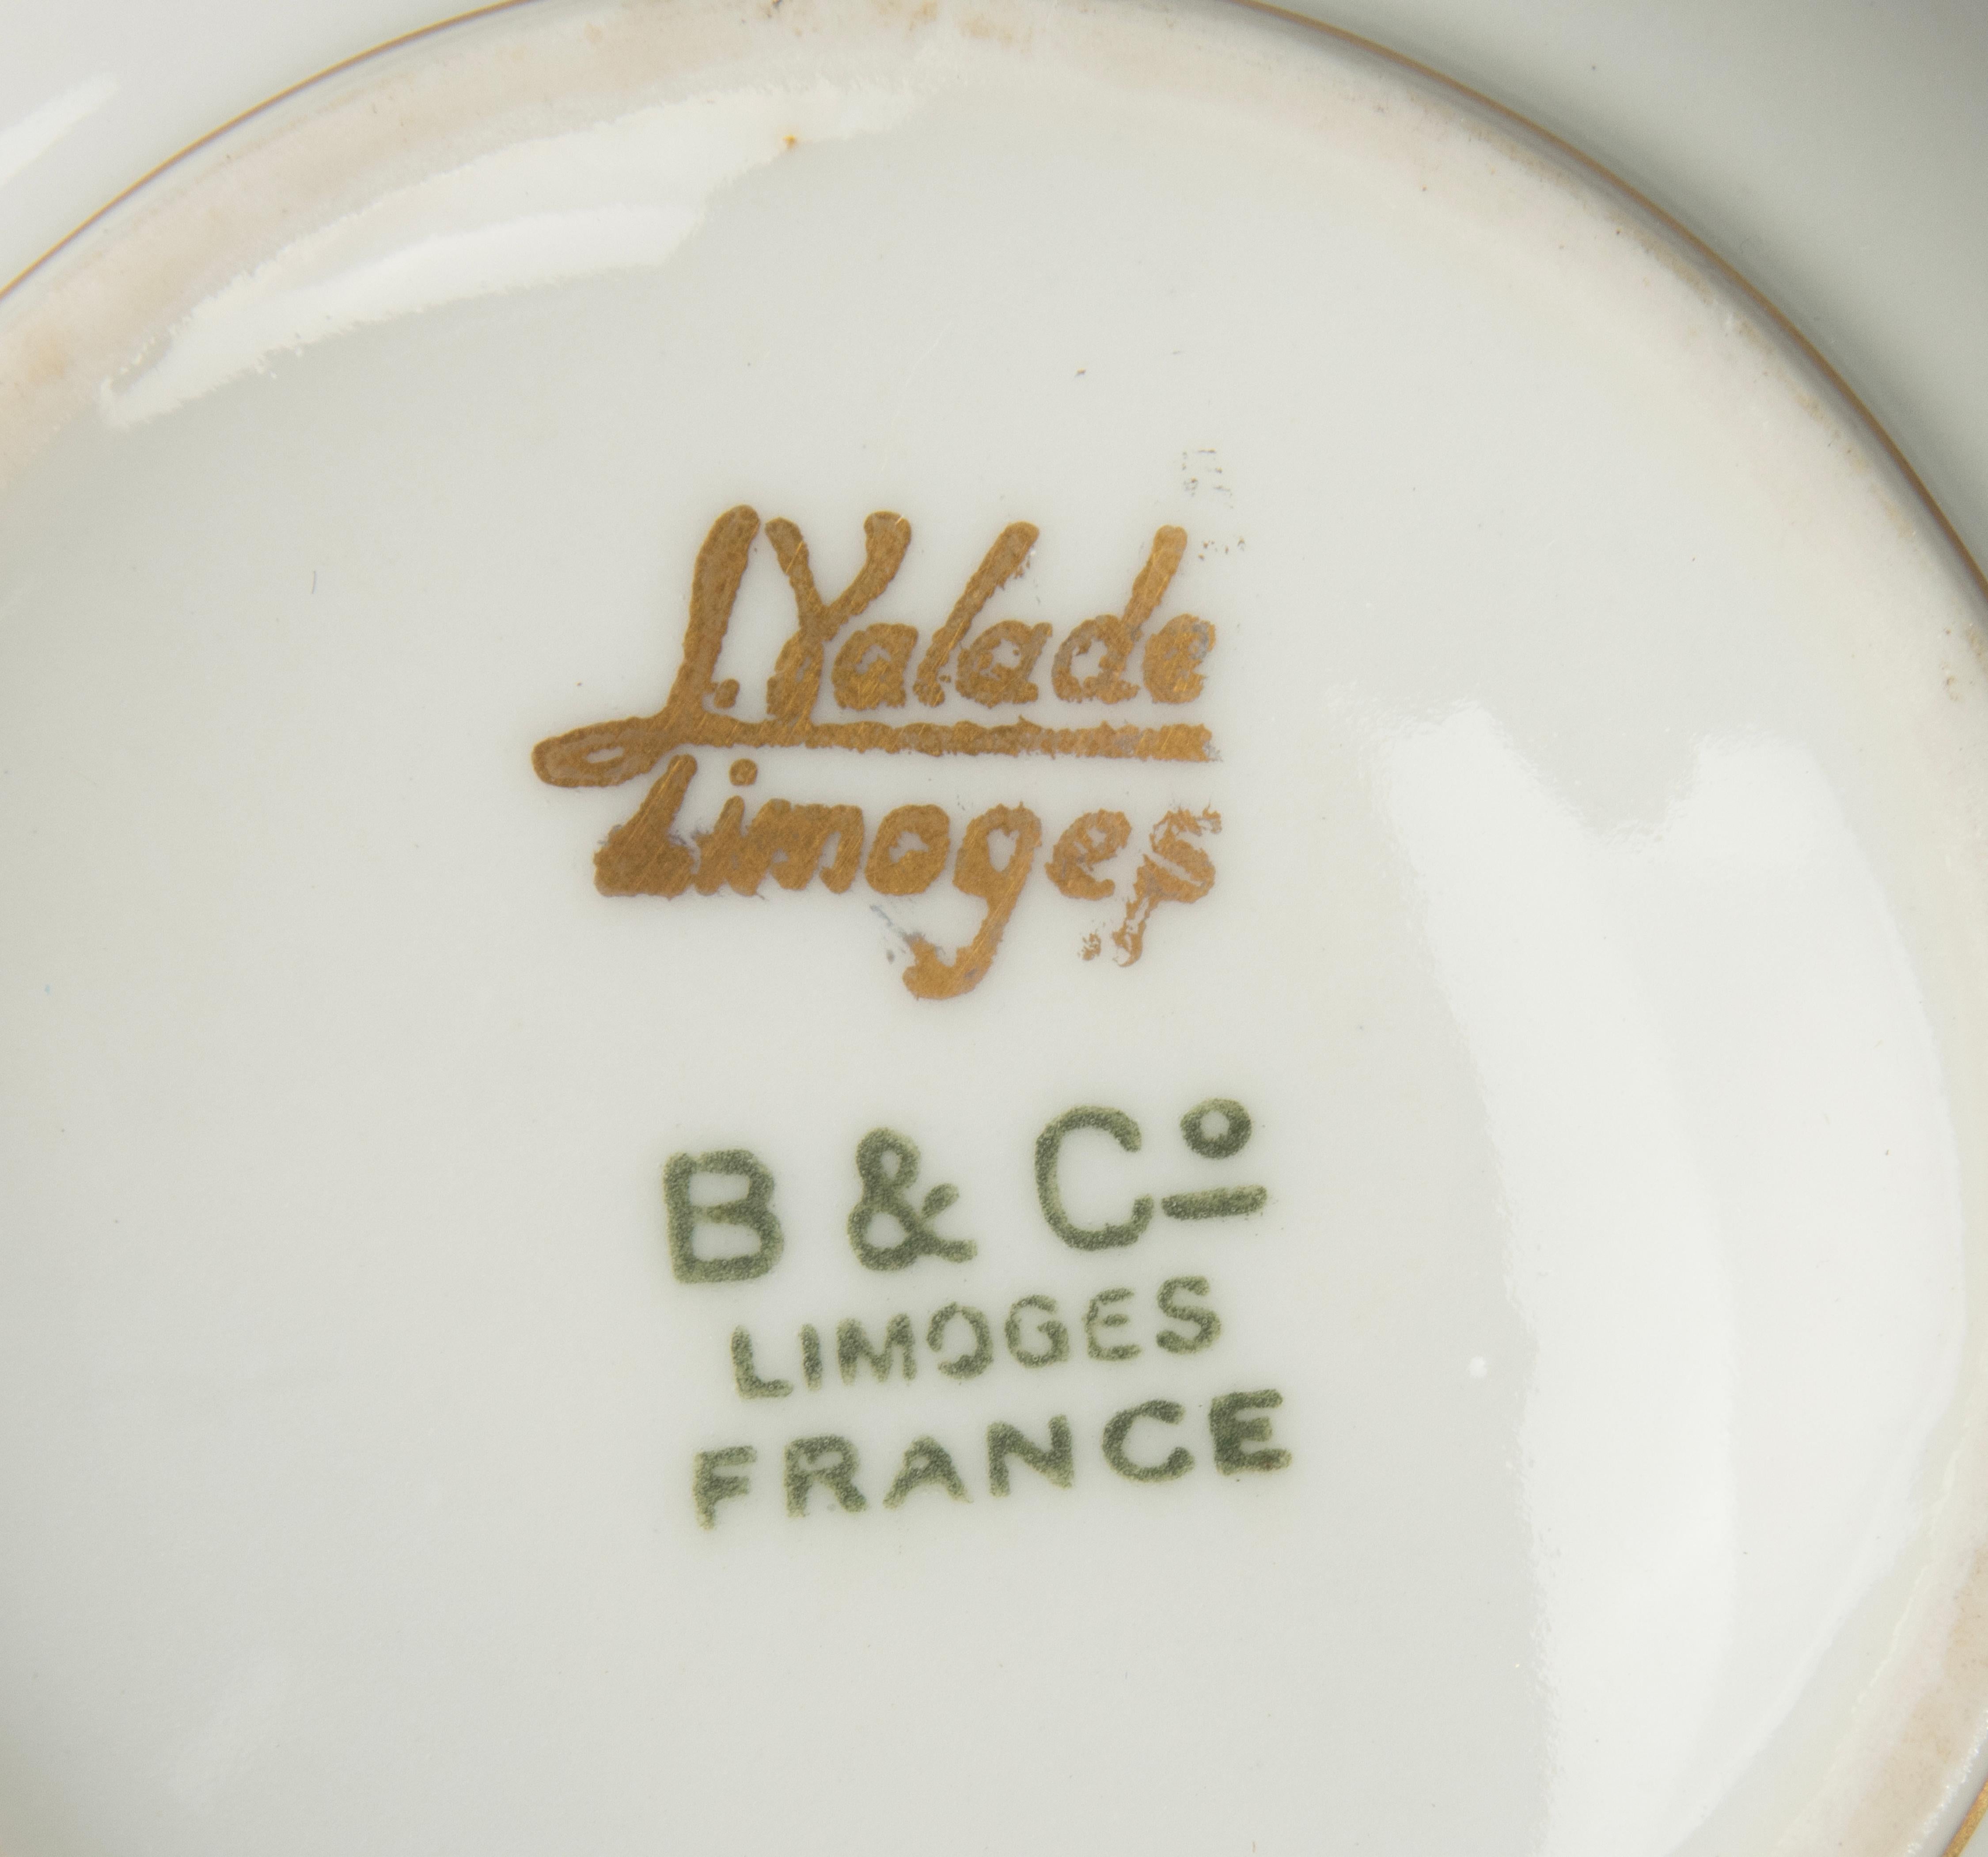 L. Valade
Limoges
B & Cº
LIMOGES
FRANCE